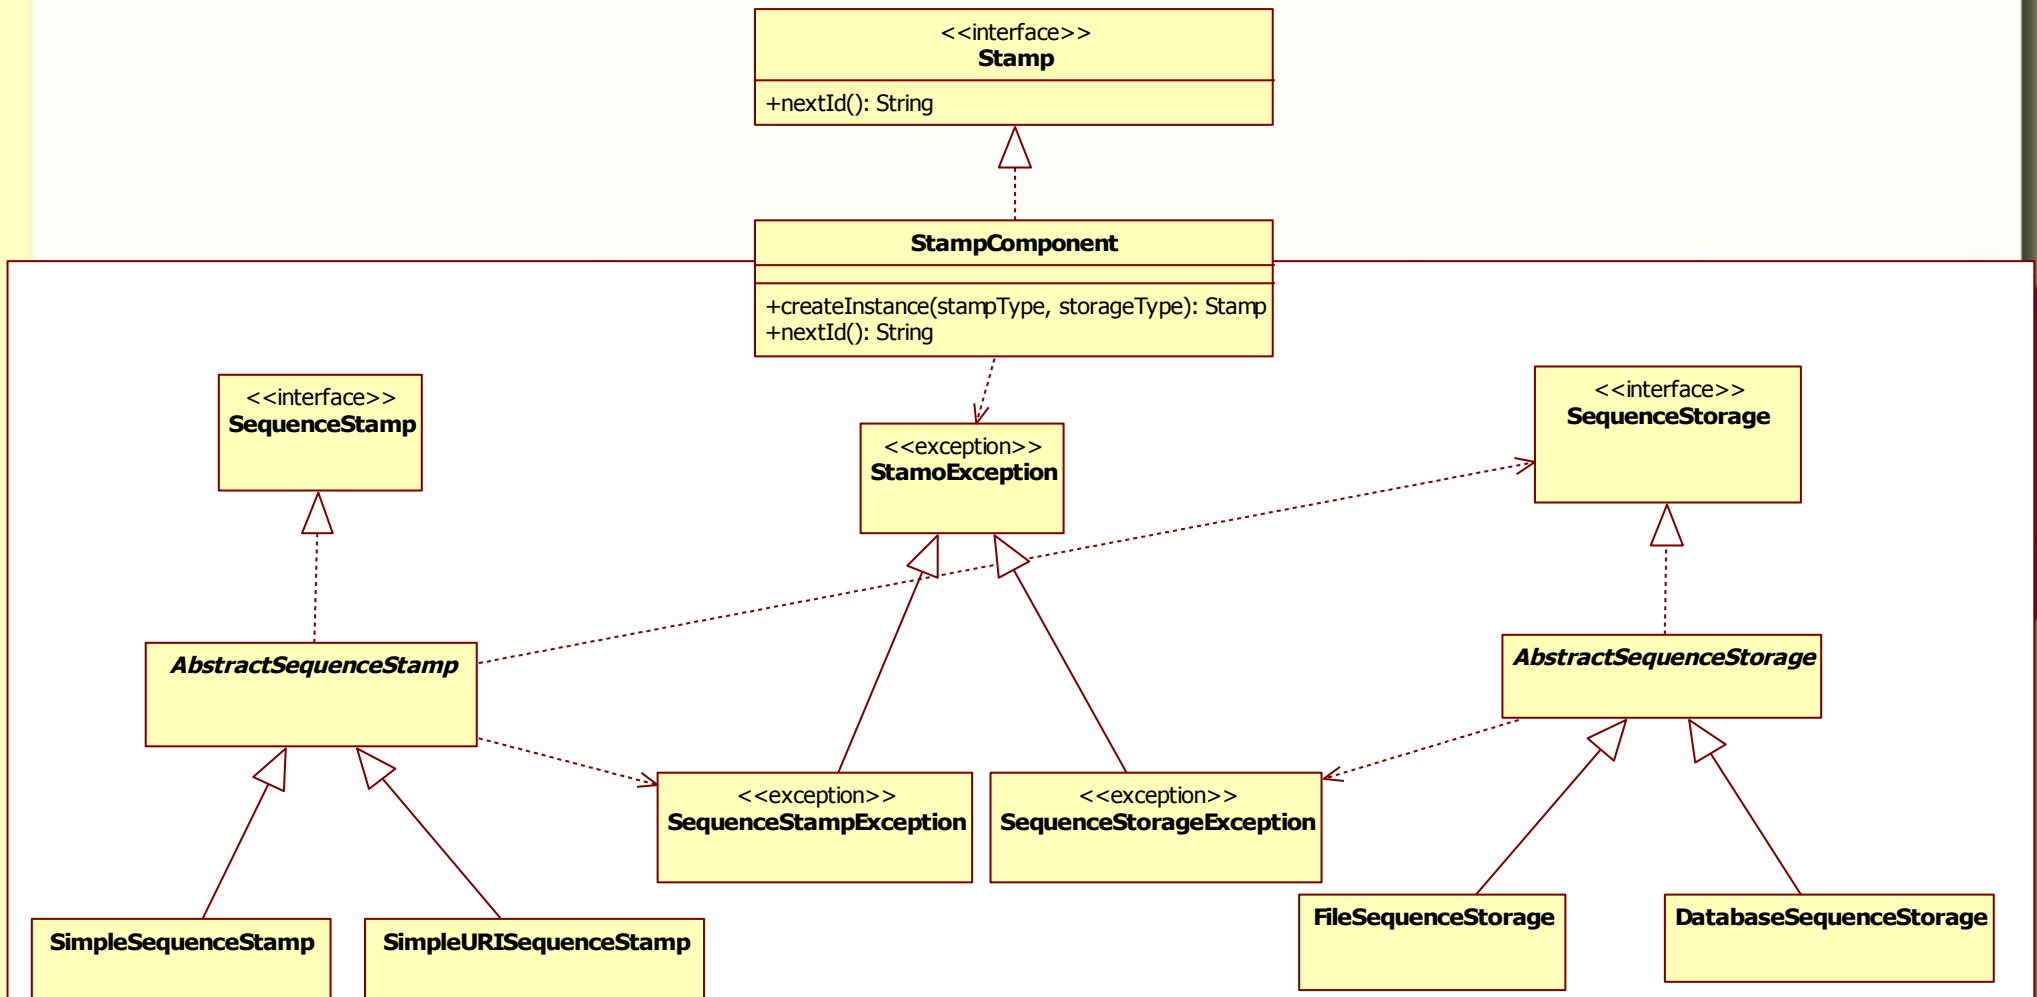 <<interface>>
Stamp
+nextId(): String
StampComponent
+createInstance(stampType, storageType): Stamp
+nextId(): String
<<interface>>
SequenceStamp
<<exception>>
StamoException
<<interface>>
SequenceStorage
AbstractSequenceStamp
AbstractSequenceStorage
<<exception>>
SequenceStampException
<<exception>>
SequenceStorageException
SimpleSequenceStamp
SimpleURISequenceStamp
FileSequenceStorage
DatabaseSequenceStorage